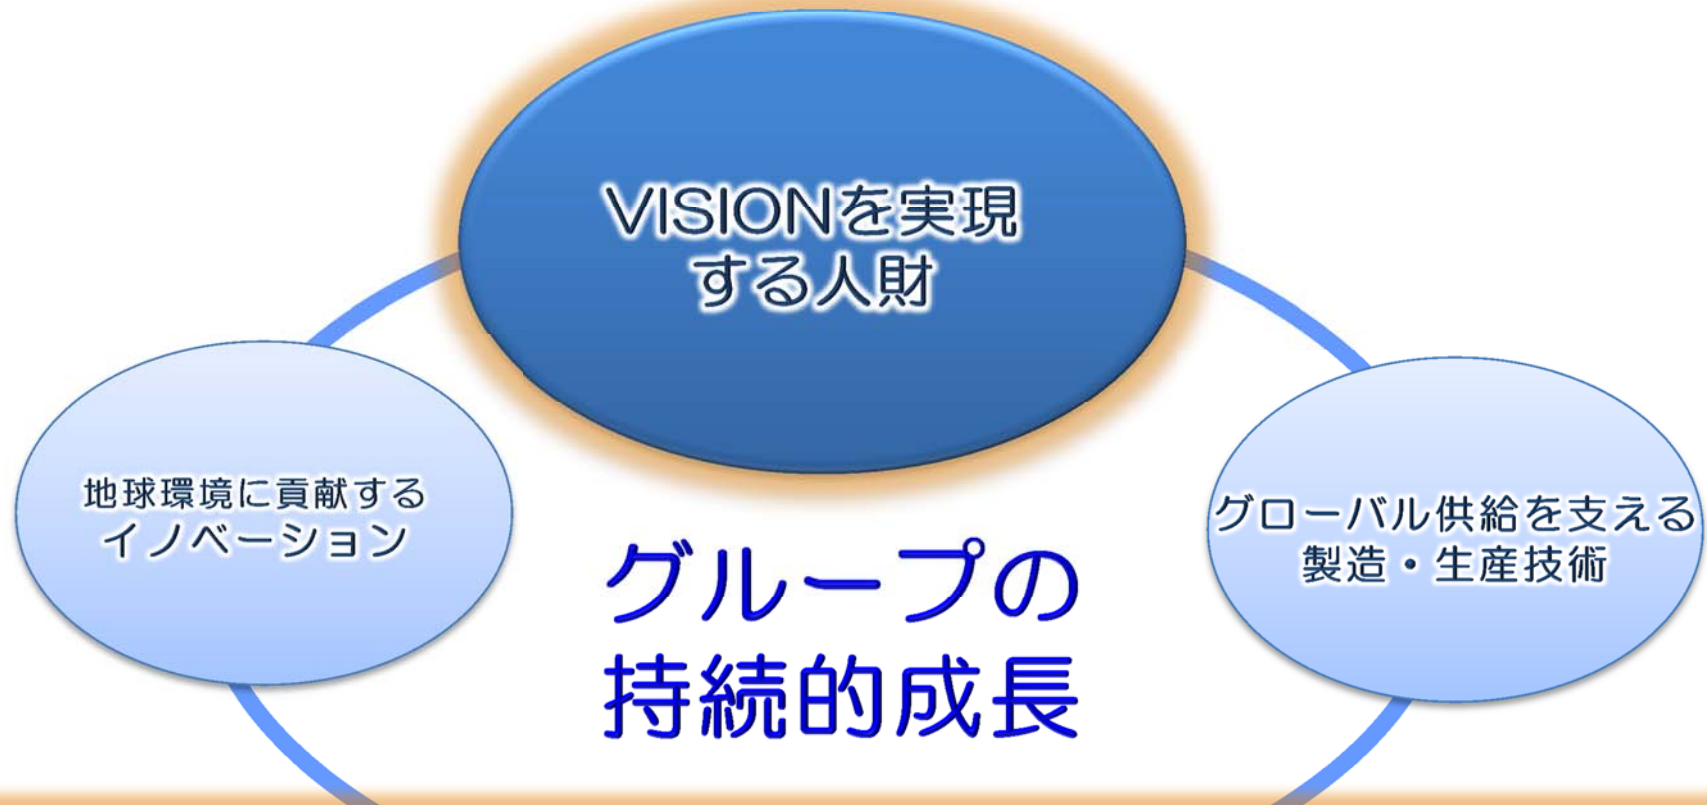 VISIONを実現
する人財
地球環境に貢献する
イノベーション
グローバル供給を支える
製造・生産技術
グループの
持続的成長